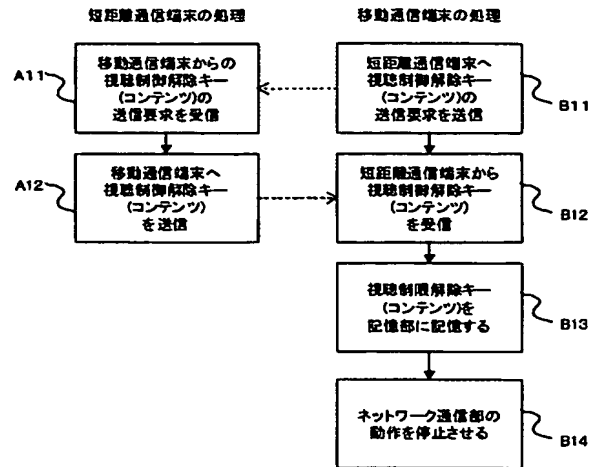 短距離通信端末の処理
移動通信端末の処理
A11
移動通信端末からの
視聴制御解除キー
(コンテンツ)の
送信要求を受信
短距離通信端末へ
視聴制御解除キー
(コンテンツ)の
送信要求を送信
B11
A12
移動通信端末へ
視聴制御解除キー
(コンテンツ)
を送信
短距離通信端末から
視聴制御解除キー
(コンテンツ)
を受信
B12
視聴制限解除キー
(コンテンツ)を
記憶部に記憶する
B13
ネットワーク通信部の
動作を停止させる
B14